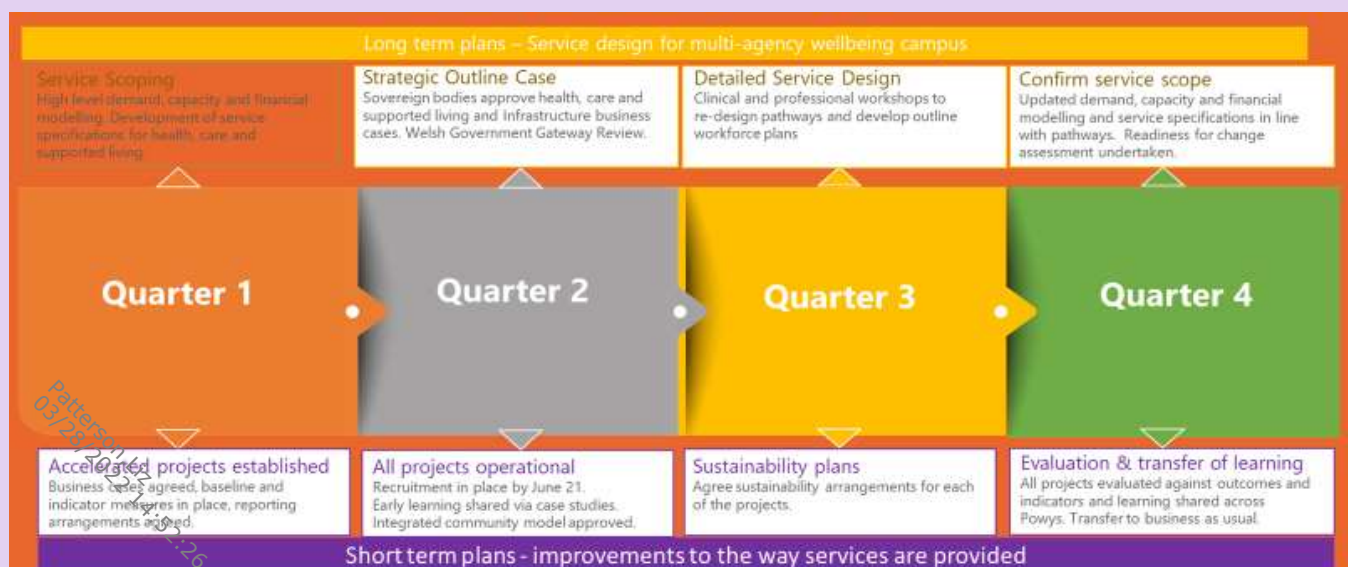 Long term plans – Service design for multi-agency wellbeing campus
Service Scoping
High level demand, capacity and financial
modelling. Development of service
specifications for health, care and
supported living
Strategic Outline Case
Sovereign bodies approve health, care and
supported living and Infrastructure business
cases. Welsh Government Gateway Review.
Detailed Service Design
Clinical and professional workshops to
re-design pathways and develop outline
workforce plans
Confirm service scope
Updated demand, capacity and financial
modelling and service specifications in line
with pathways. Readiness for change
assessment undertaken.
Quarter 1
Quarter 2
Quarter 3
Quarter 4
Accelerated projects established
Business cases agreed, baseline and
indicator measures in place, reporting
arrangements agreed.
All projects operational
Recruitment in place by June 21.
Early learning shared via case studies.
Integrated community model approved.
Sustainability plans
Agree sustainability arrangements for each
of the projects.
Evaluation & transfer of learning
All projects evaluated against outcomes and
indicators and learning shared across
Powys. Transfer to business as usual.
Short term plans - improvements to the way services are provided
Patterson, Liz
03/28/2022 14:52:26